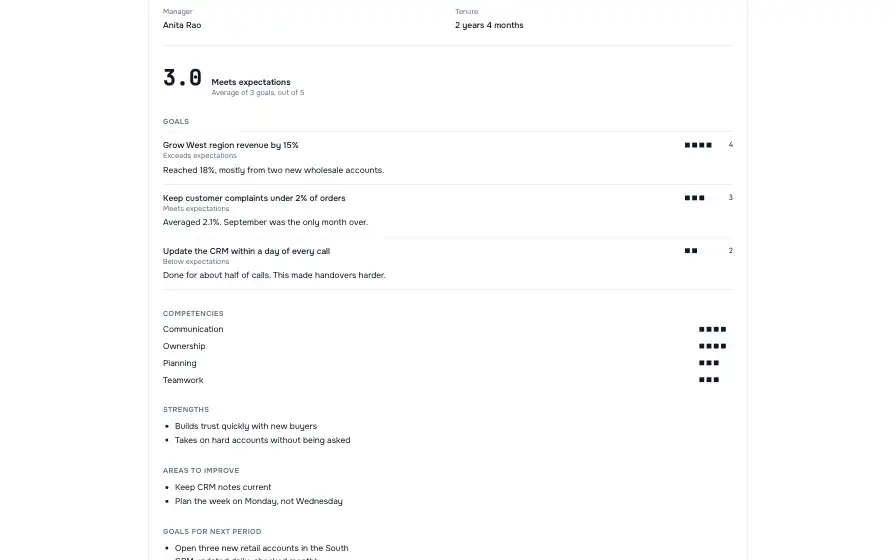 Manager
Tenure
Anita Rao
2 years 4 months
3.0 Meets expectations
Average of 3 goals, out of 5
GOALS
Grow West region revenue by 15% 4
Exceeds expectations
Reached 18%, mostly from two new wholesale accounts.
Keep customer complaints under 2% of orders 3
Meets expectations
Averaged 2.1%. September was the only month over.
Update the CRM within a day of every call 2
Below expectations
Done for about half of calls. This made handovers harder.
COMPETENCIES
Communication
Ownership
Planning
Teamwork
STRENGTHS
• Builds trust quickly with new buyers
• Takes on hard accounts without being asked
AREAS TO IMPROVE
• Keep CRM notes current
• Plan the week on Monday, not Wednesday
GOALS FOR NEXT PERIOD
• Open three new retail accounts in the South